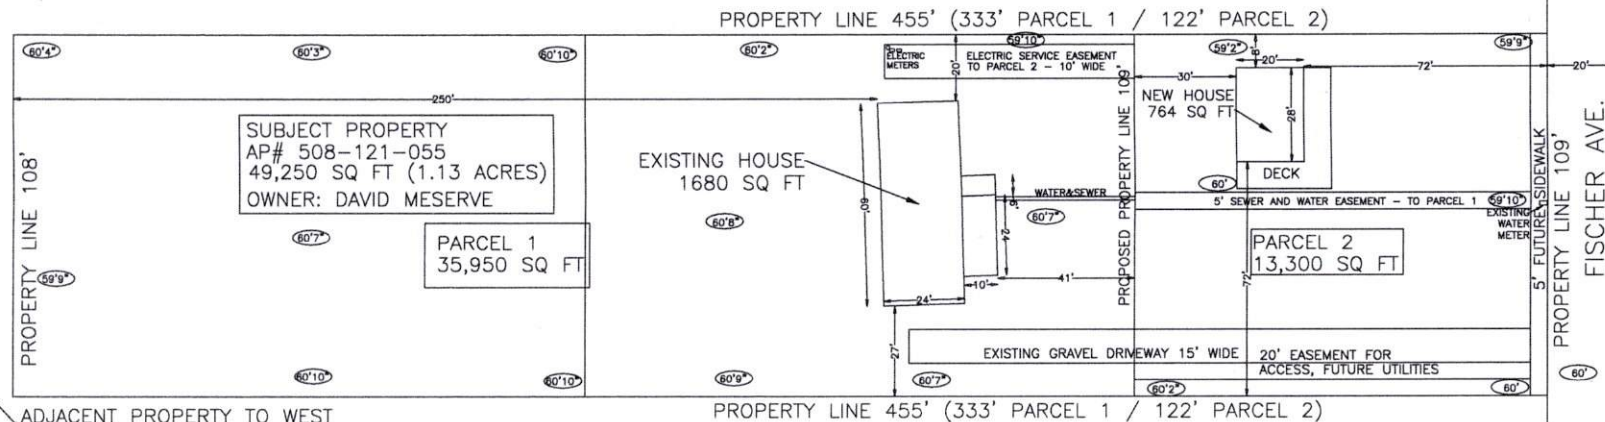 PROPERTY LINE 455' (333' PARCEL 1 / 122' PARCEL 2)
60'4"
60'3"
60'10"
60'2"
59'10"
59'2"
59'9"
ELECTRIC
METERS
ELECTRIC SERVICE EASEMENT
TO PARCEL 2 - 10' WIDE
20'
8'
20'
72'
20'
30'
250'
NEW HOUSE
764 SQ FT
28'
DECK
SUBJECT PROPERTY
AP# 508-121-055
49,250 SQ FT (1.13 ACRES)
OWNER: DAVID MESERVE
EXISTING HOUSE
1680 SQ FT
60'
PROPERTY LINE 108'
PROPOSED PROPERTY LINE 109'
5' FUTURE SIDEWALK
PROPERTY LINE 109'
FISCHER AVE.
WATER&SEWER
6'
60'
5' SEWER AND WATER EASEMENT - TO PARCEL 1
59'10"
EXISTING
WATER
METER
60'7"
60'8"
60'7"
24'
PARCEL 1
35,950 SQ FT
PARCEL 2
13,300 SQ FT
59'9"
10'
41'
72'
24'
27'
EXISTING GRAVEL DRIVEWAY 15' WIDE
20' EASEMENT FOR
ACCESS, FUTURE UTILITIES
60'10"
60'10"
60'9"
60'7"
60'2"
60'
60'
ADJACENT PROPERTY TO WEST
PROPERTY LINE 455' (333' PARCEL 1 / 122' PARCEL 2)